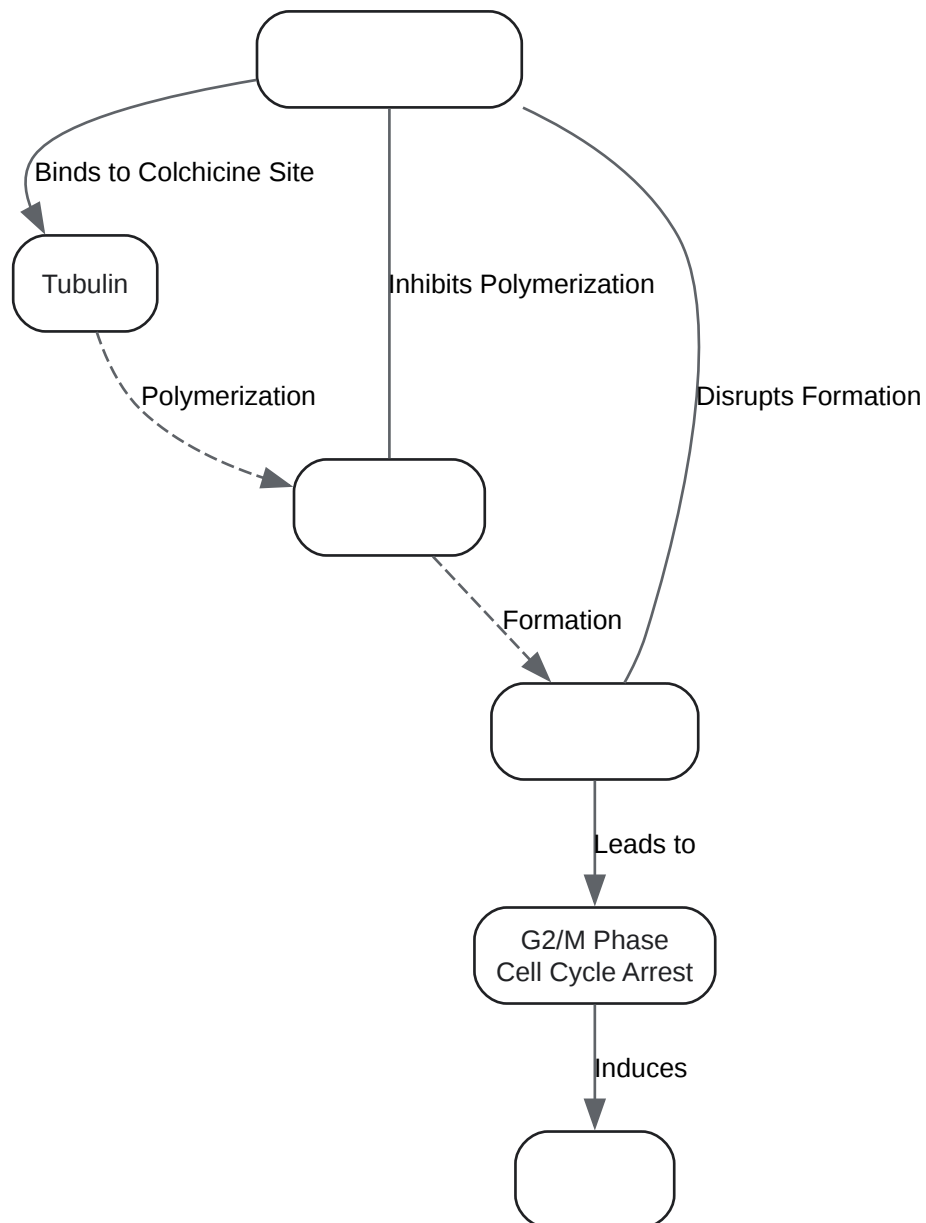 Binds to Colchicine Site
Tubulin
Inhibits Polymerization
Polymerization
Disrupts Formation
Formation
Leads to
G2/M Phase
Cell Cycle Arrest
Induces